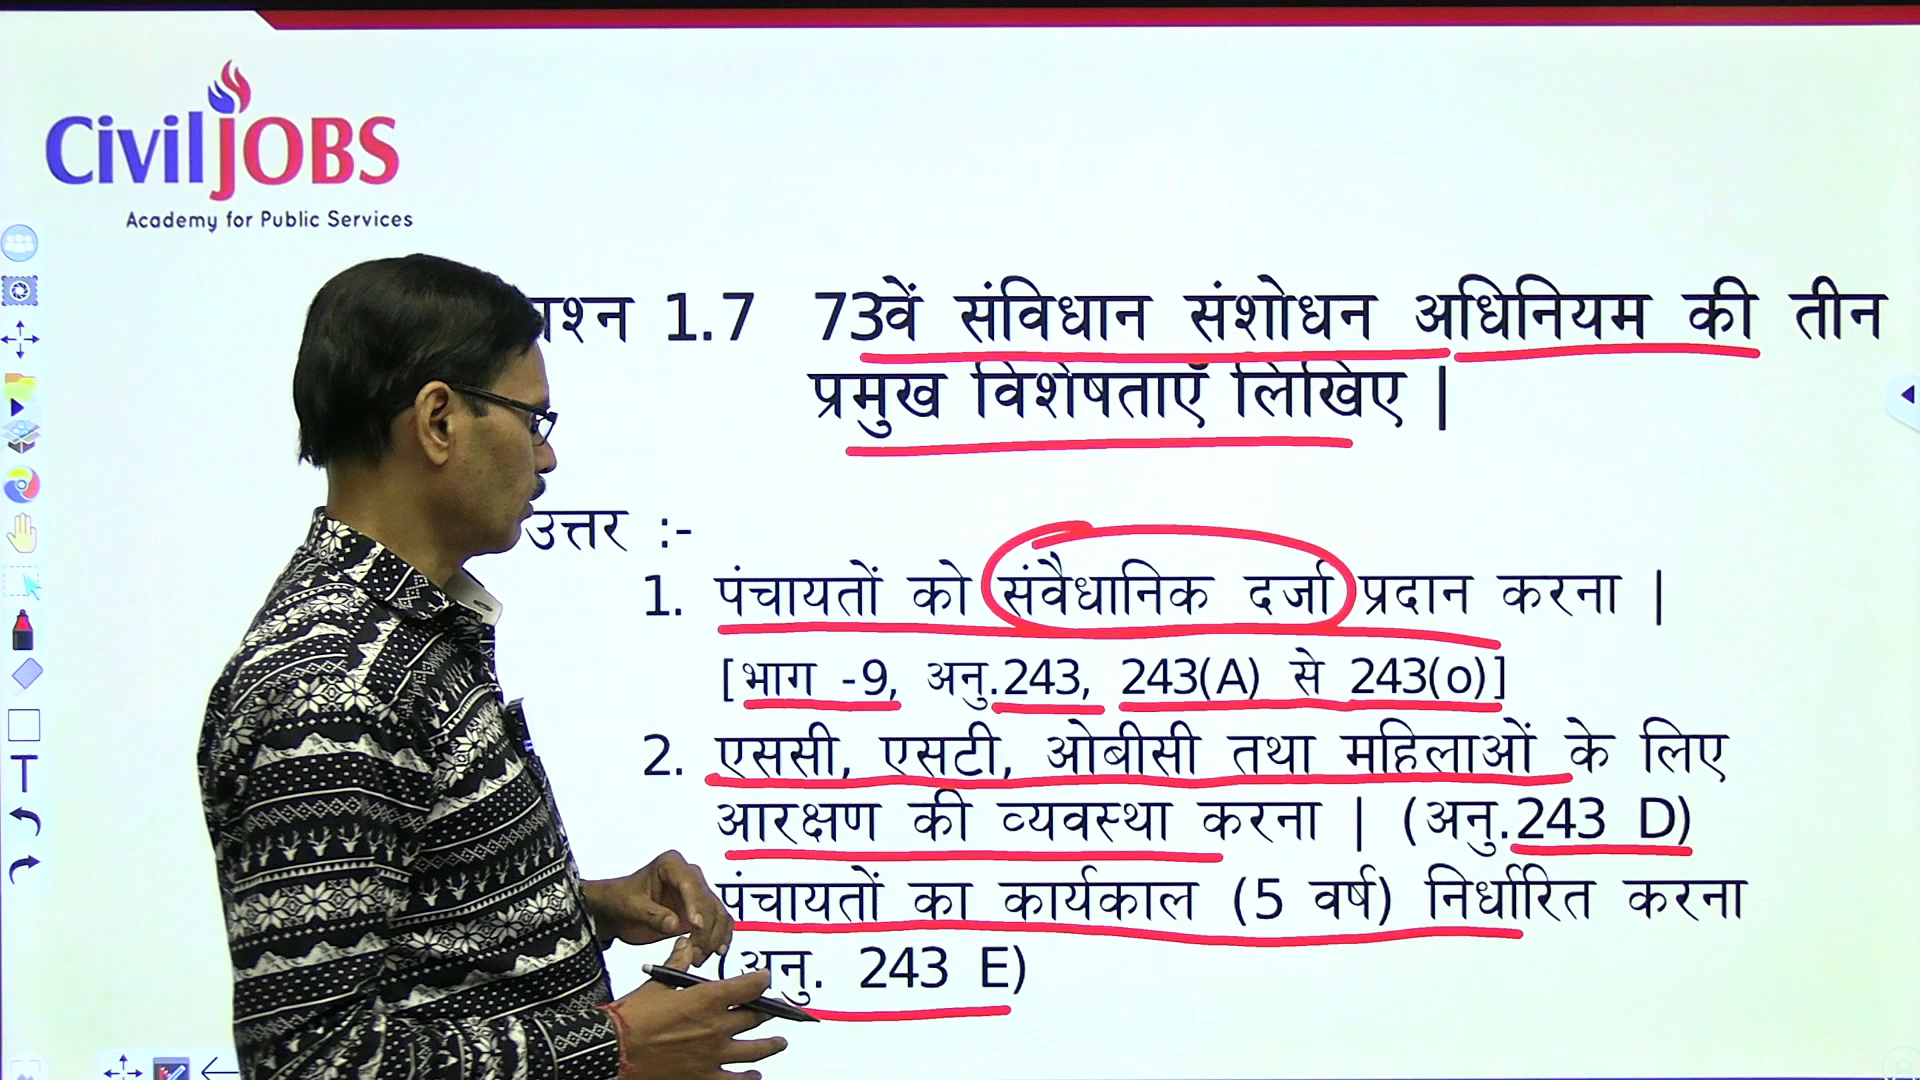 CivilJOBS
Academy for Public Services
1.7 73वें संविधान संशोधन अधिनियम की तीन
प्रमुख विशेषताएँ लिखिए |
उत्तर :-
1. पंचायतों को संवैधानिक दर्जा प्रदान करना |
[भाग -9, अनु.243, 243(A) से 243(o)]
2. एससी, एसटी, ओबीसी तथा महिलाओं के लिए
आरक्षण की व्यवस्था करना | (अनु.243 D)
पंचायतों का कार्यकाल (5 वर्ष) निर्धारित करना
(अनु. 243 E)